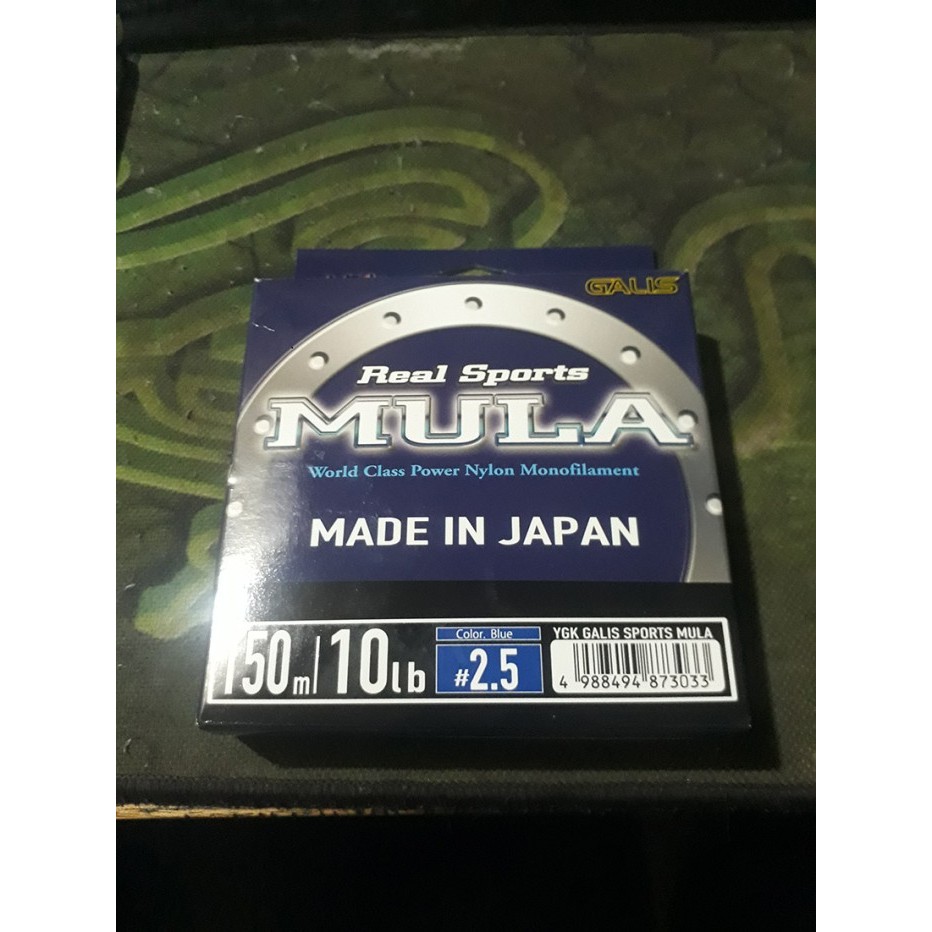 GALIS
Real Sports
MULA
World Class Power Nylon Monofilament
MADE IN JAPAN
150m 10lb
Color. Blue
#2.5
YGK GALIS SPORTS MULA
4 988494 873033